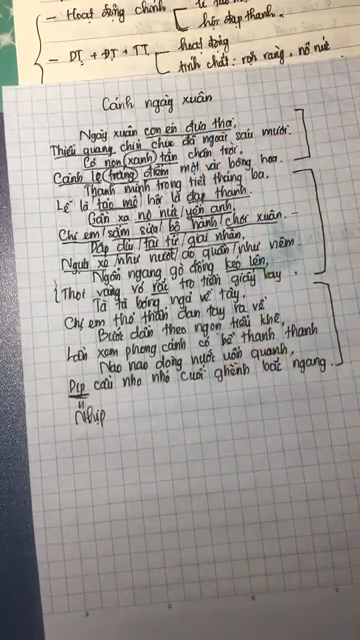 - Hoạt động chính
hội đạp thanh.
- DT + ĐT + TT
hoạt động
tính chất: rộn ràng, nô nức
Cảnh ngày xuân
Ngày xuân con én đưa thoi,
Thiều quang chín chục đã ngoài sáu mươi.
Cỏ non (xanh) tận chân trời,
Cành lê (trắng) điểm một vài bông hoa.
Thanh minh trong tiết tháng ba,
Lễ là tảo mộ, hội là đạp thanh.
Gần xa nô nức yến anh,
Chị em / sắm sửa / bộ hành / chơi xuân.
Dập dìu / tài tử / giai nhân,
Ngựa xe / như nước / áo quần / như nêm.
Ngổn ngang, gò đống kéo lên,
Thoi vàng vó rắc tro tiền giấy bay.
Tà tà bóng ngả về tây,
Chị em thơ thẩn dan tay ra về
Bước dần theo ngọn tiểu khê,
Lần xem phong cảnh có bề thanh thanh
Nao nao dòng nước uốn quanh,
Dịp cầu nho nhỏ cuối ghềnh bắc ngang.
Nhịp